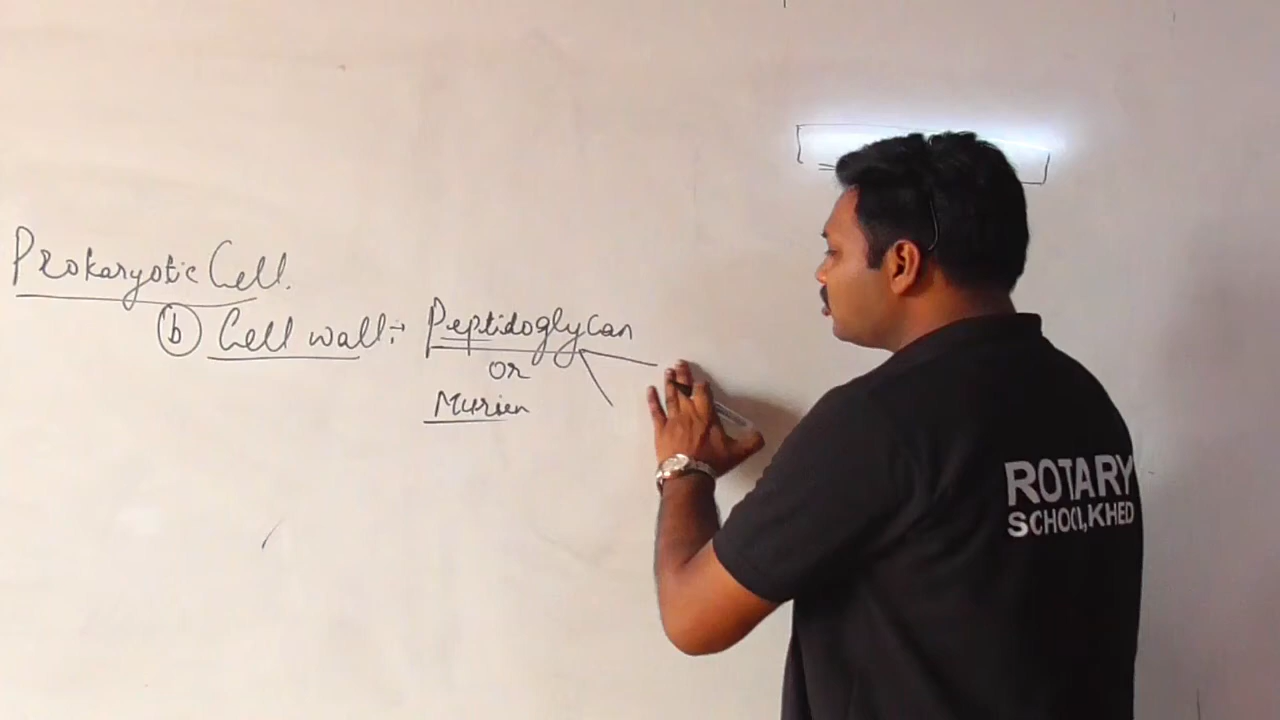 Prokaryotic Cell.
(b) Cell wall :→ Peptidoglycan
or
Murien
ROTARY
SCHOOL,KHED